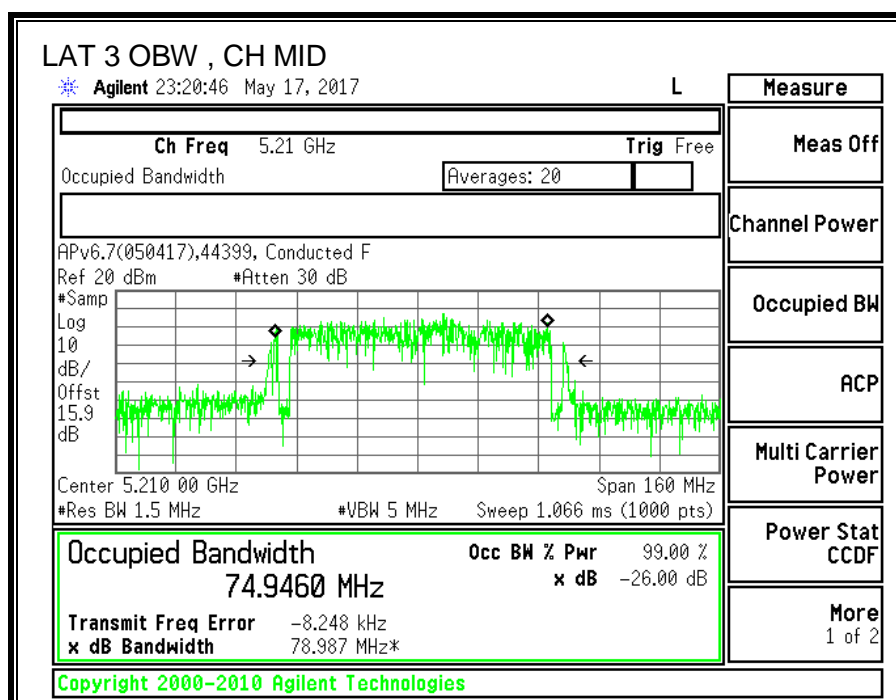 LAT 3 OBW , CH MID
Agilent 23:20:46 May 17, 2017 L
Measure
Ch Freq 5.21 GHz Trig Free
Meas Off
Occupied Bandwidth Averages: 20
Channel Power
APv6.7(050417),44399, Conducted F
Ref 20 dBm #Atten 30 dB
#Samp
Log
10
dB/
Offst
15.9
dB
Occupied BW
ACP
Center 5.210 00 GHz Span 160 MHz
#Res BW 1.5 MHz #VBW 5 MHz Sweep 1.066 ms (1000 pts)
Multi Carrier
Power
Occupied Bandwidth Occ BW % Pwr 99.00 %
74.9460 MHz x dB -26.00 dB
Transmit Freq Error -8.248 kHz
x dB Bandwidth 78.987 MHz*
Power Stat
CCDF
More
1 of 2
Copyright 2000-2010 Agilent Technologies